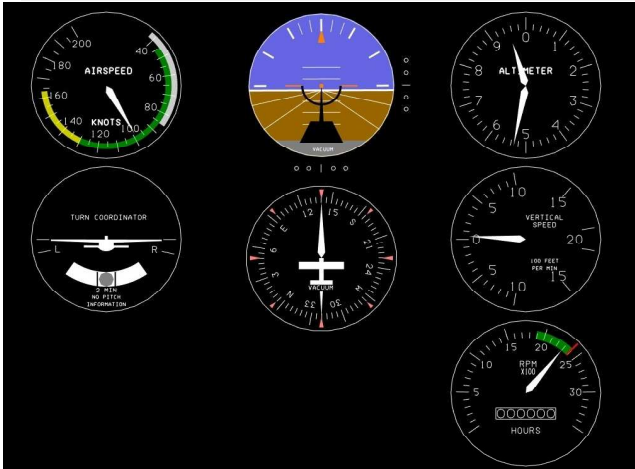 200
180
160
140
120
100
80
60
40
AIRSPEED
KNOTS
VACUUM
9 0 1
8 2
7 3
6 5 4
ALTIMETER
TURN COORDINATOR
L R
2 MIN
NO PITCH
INFORMATION
12 15
E S
6 21
3 24
N W
33 30
VACUUM
5 10 15
0 20
5 10 15
VERTICAL
SPEED
100 FEET
PER MIN
5 10 15 20 25 30
RPM
X100
000000
HOURS